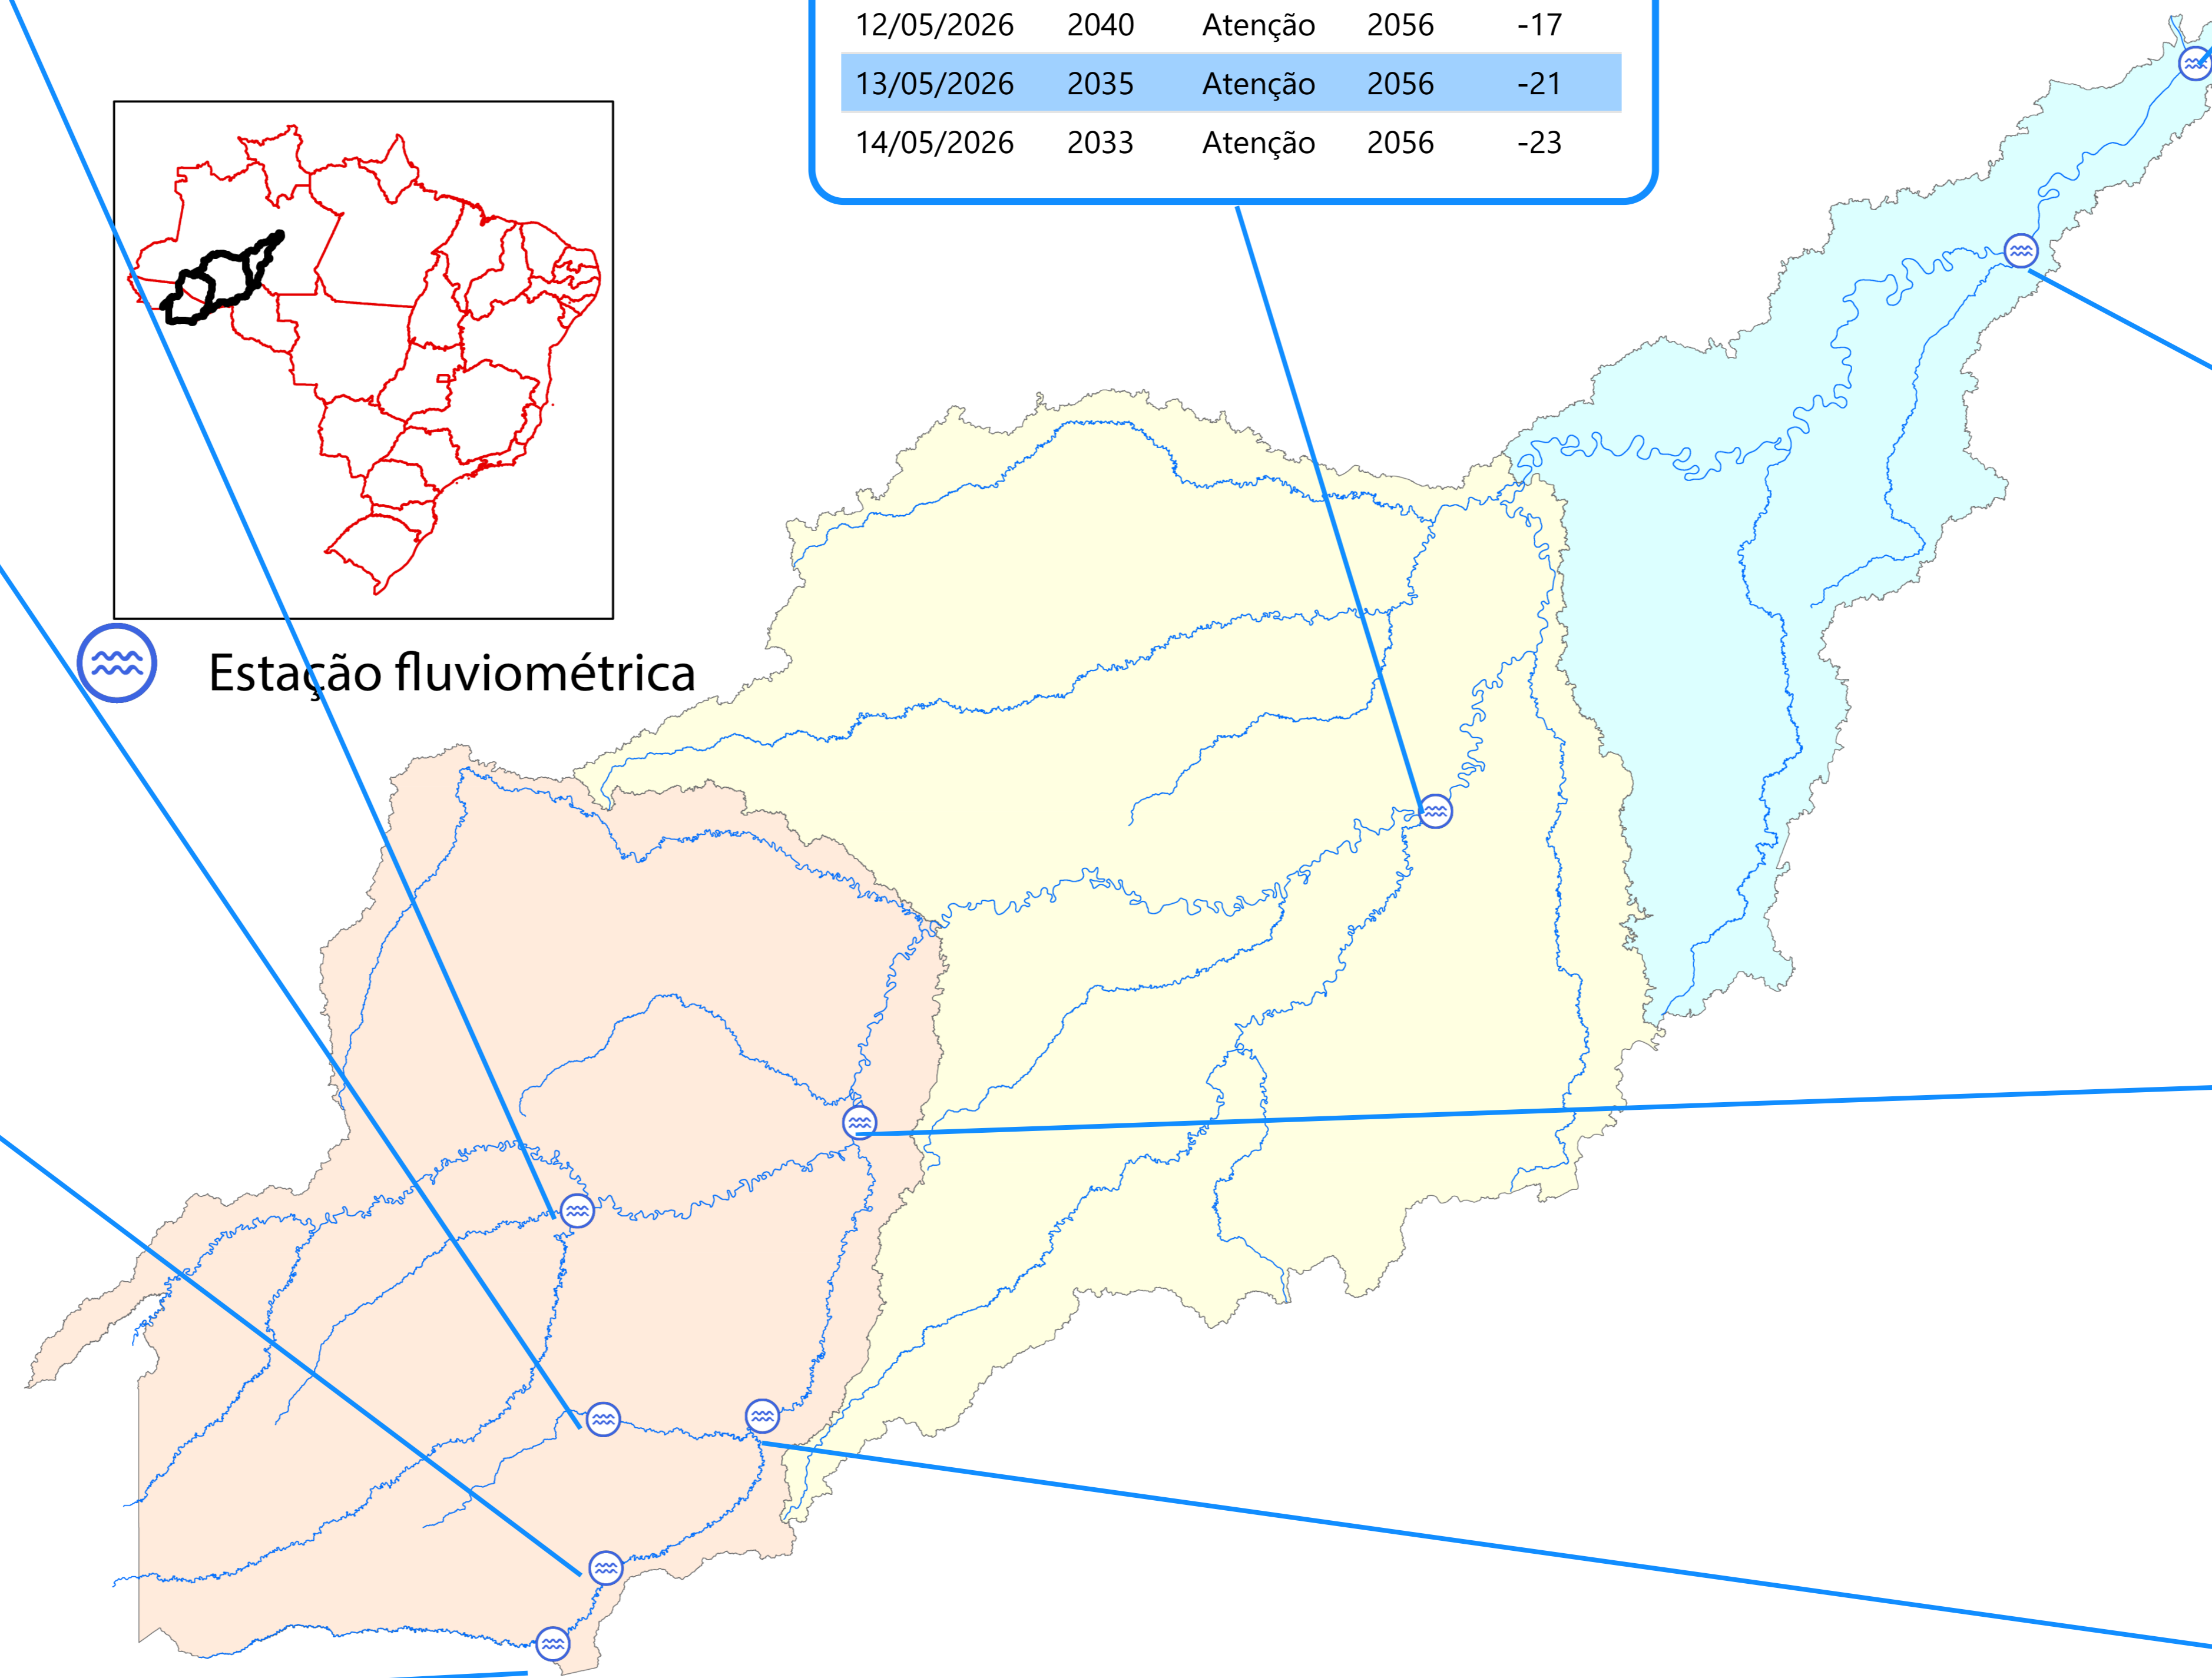 12/05/2026 2040 Atenção 2056 -17
13/05/2026 2035 Atenção 2056 -21
14/05/2026 2033 Atenção 2056 -23
Estação fluviométrica